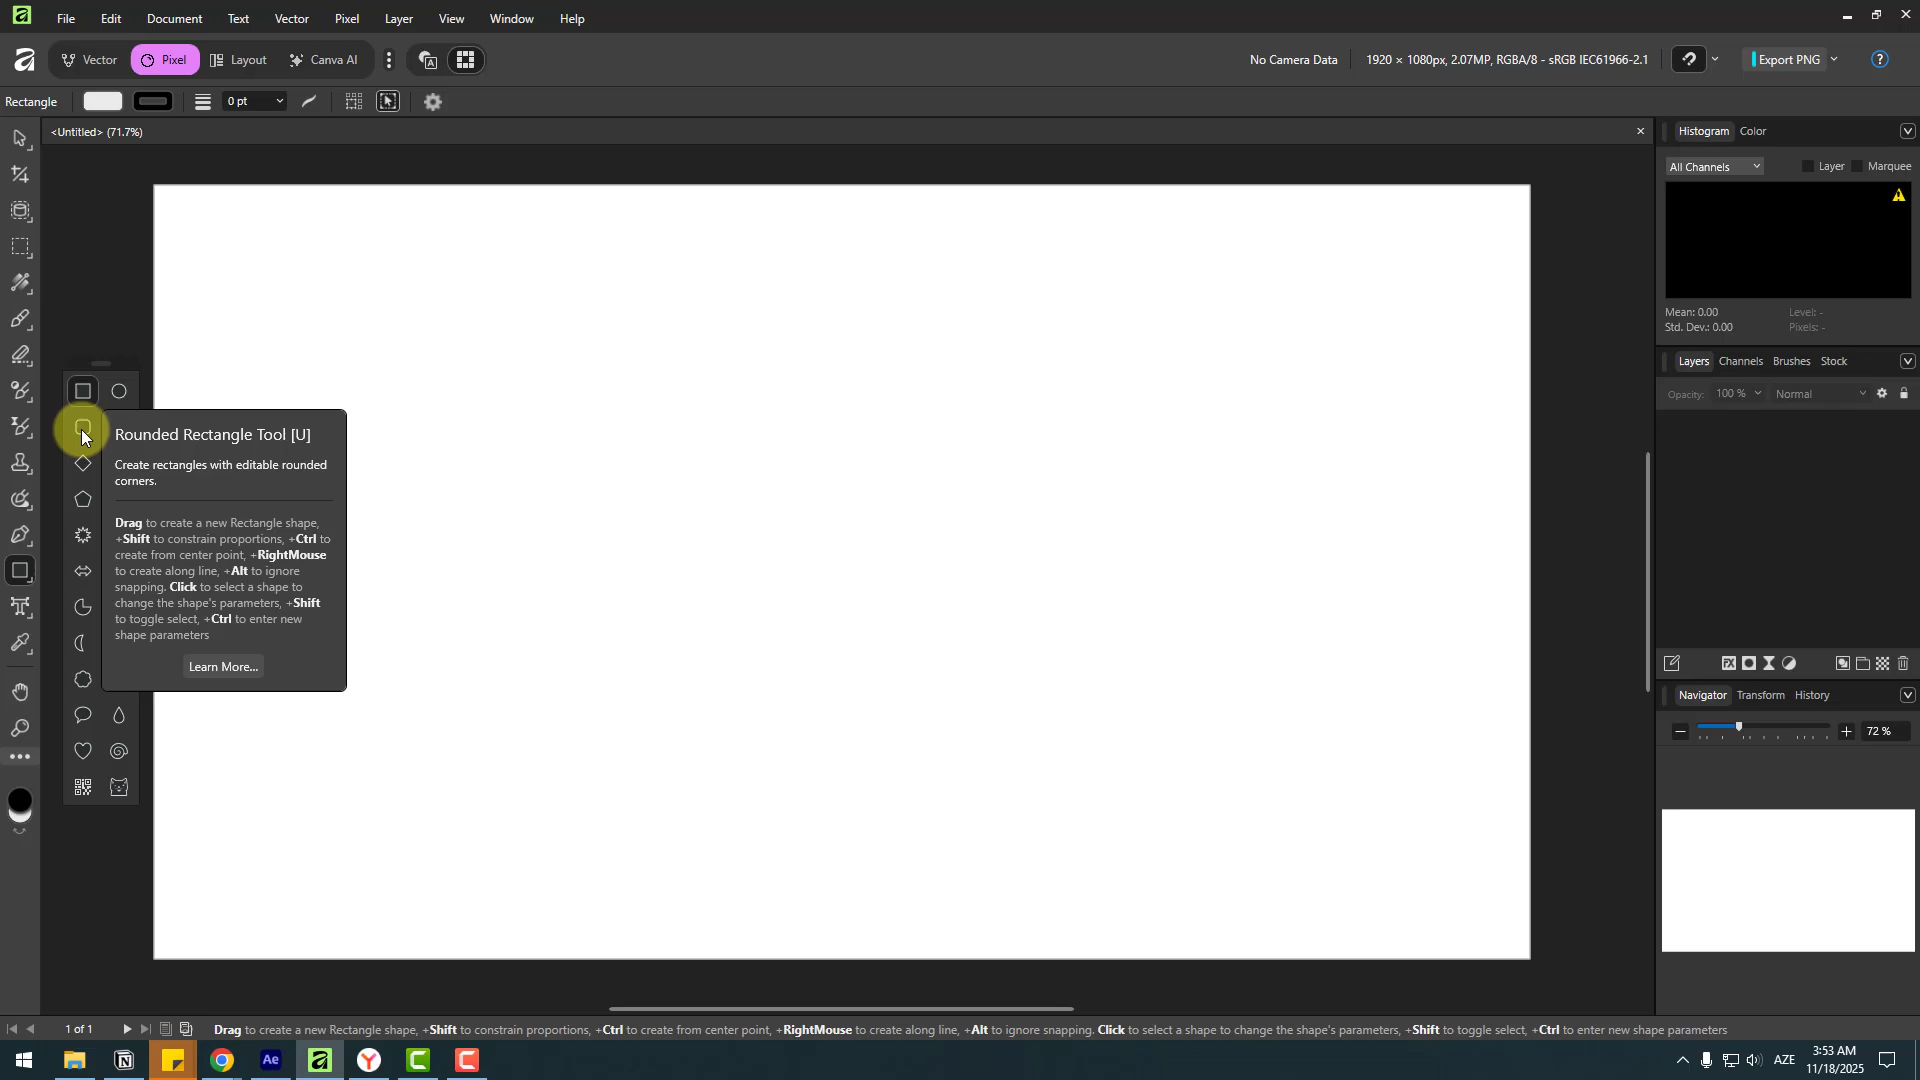 File Edit Document Text Vector Pixel Layer View Window Help
Vector Pixel Layout Canva AI No Camera Data 1920 × 1080px, 2.07MP, RGBA/8 - sRGB IEC61966-2.1 Export PNG
Rectangle 0 pt
<Untitled> (71.7%)
Histogram Color
All Channels Layer Marquee
Mean: 0.00 Level: -
Std. Dev.: 0.00 Pixels: -
Layers Channels Brushes Stock
Opacity: 100 % Normal
Rounded Rectangle Tool [U]
Create rectangles with editable rounded
corners.
Drag to create a new Rectangle shape,
+Shift to constrain proportions, +Ctrl to
create from center point, +RightMouse
to create along line, +Alt to ignore
snapping. Click to select a shape to
change the shape's parameters, +Shift
to toggle select, +Ctrl to enter new
shape parameters
Learn More...
Navigator Transform History
72 %
1 of 1 Drag to create a new Rectangle shape, +Shift to constrain proportions, +Ctrl to create from center point, +RightMouse to create along line, +Alt to ignore snapping. Click to select a shape to change the shape's parameters, +Shift to toggle select, +Ctrl to enter new shape parameters
AZE 3:53 AM
11/18/2025